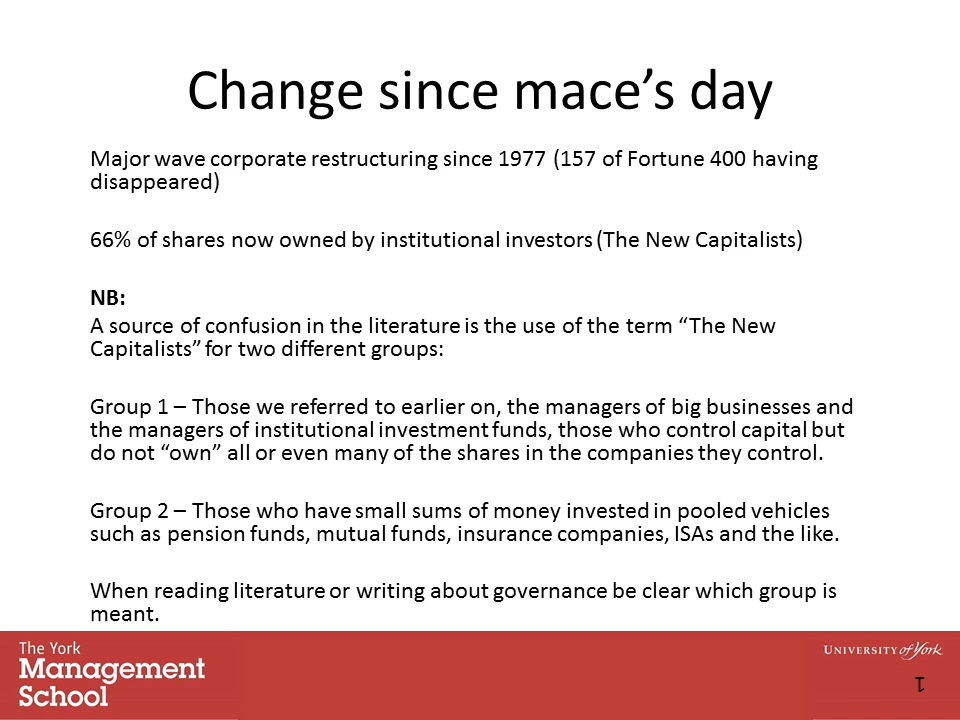 Change since mace’s day
Major wave corporate restructuring since 1977 (157 of Fortune 400 having
disappeared)
66% of shares now owned by institutional investors (The New Capitalists)
NB:
A source of confusion in the literature is the use of the term “The New
Capitalists” for two different groups:
Group 1 – Those we referred to earlier on, the managers of big businesses and
the managers of institutional investment funds, those who control capital but
do not “own” all or even many of the shares in the companies they control.
Group 2 – Those who have small sums of money invested in pooled vehicles
such as pension funds, mutual funds, insurance companies, ISAs and the like.
When reading literature or writing about governance be clear which group is
meant.
The York
Management
School
UNIVERSITY of York
1